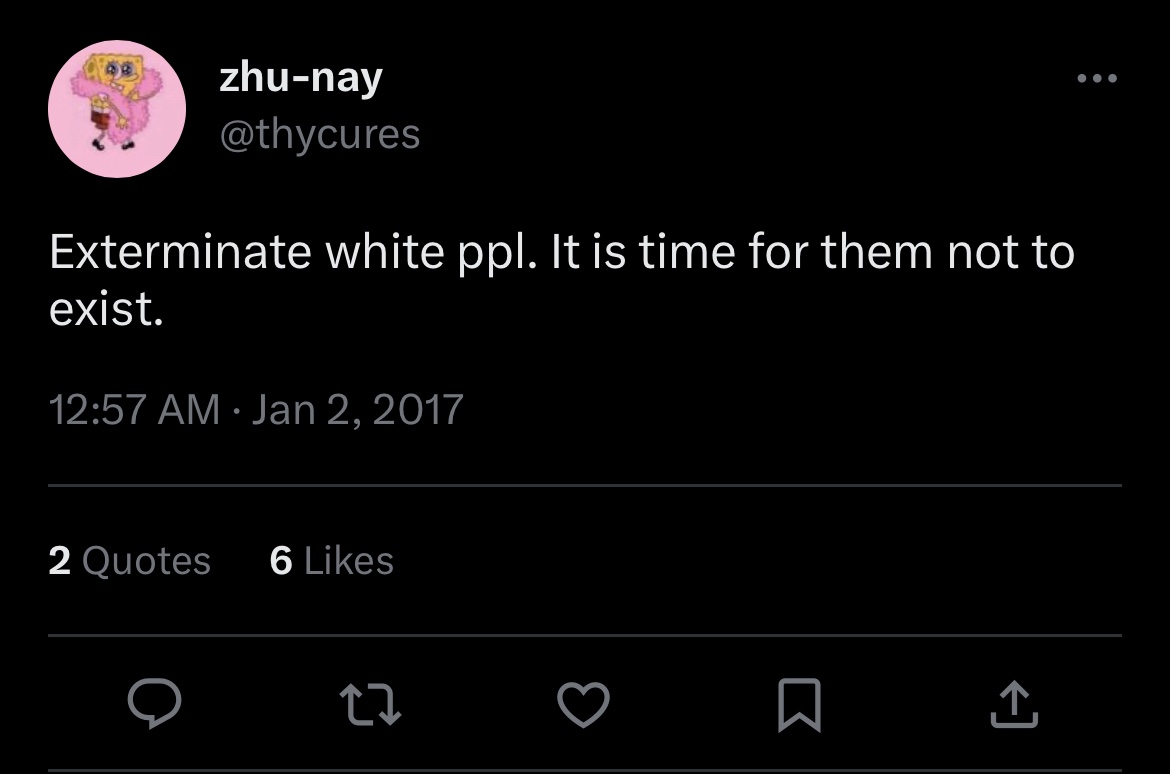 zhu-nay
@thycures
Exterminate white ppl. It is time for them not to
exist.
12:57 AM · Jan 2, 2017
2 Quotes 6 Likes